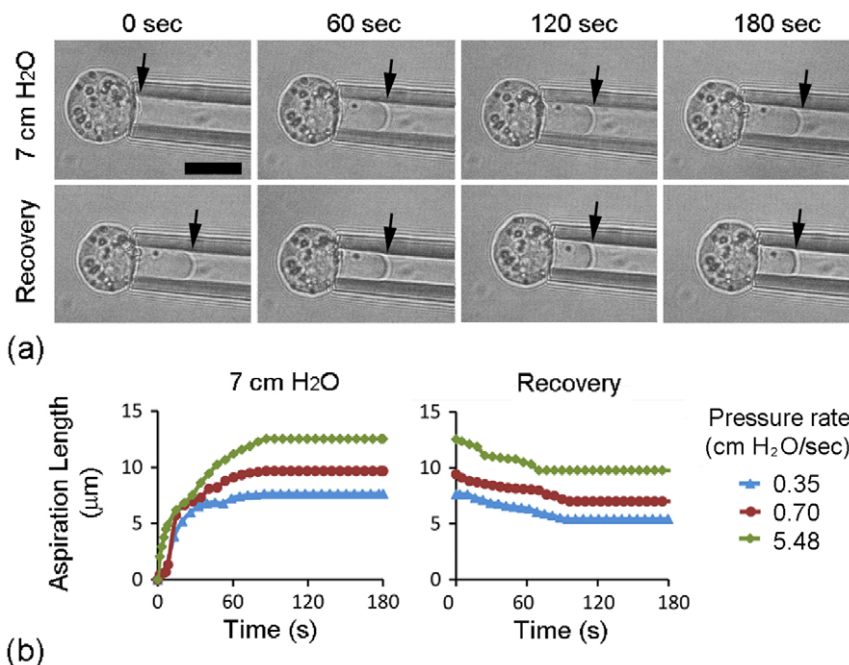 0 sec 60 sec 120 sec 180 sec
7 cm H2O
Recovery
(a)
7 cm H2O Recovery
Aspiration Length
(μm)
15
10
5
0
0 60 120 180
Time (s)
15
10
5
0
0 60 120 180
Time (s)
Pressure rate
(cm H2O/sec)
0.35
0.70
5.48
(b)